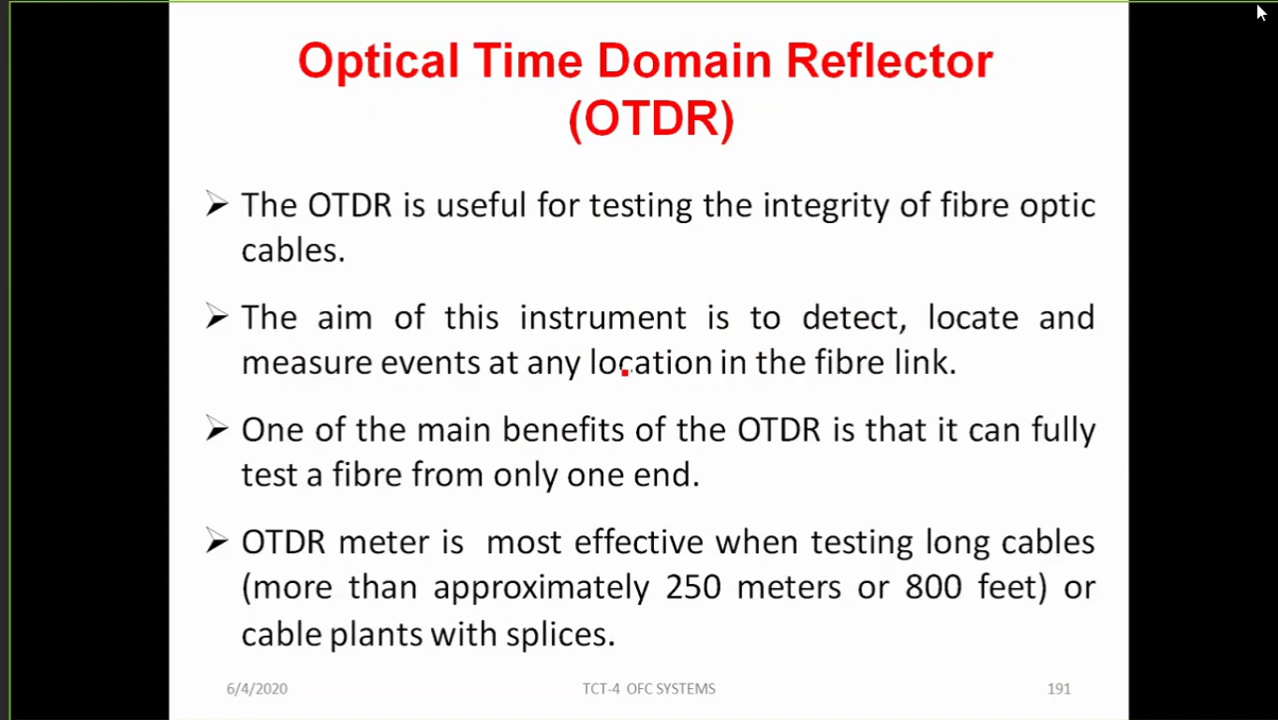 Optical Time Domain Reflector
(OTDR)
➢ The OTDR is useful for testing the integrity of fibre optic
cables.
➢ The aim of this instrument is to detect, locate and
measure events at any location in the fibre link.
➢ One of the main benefits of the OTDR is that it can fully
test a fibre from only one end.
➢ OTDR meter is most effective when testing long cables
(more than approximately 250 meters or 800 feet) or
cable plants with splices.
6/4/2020 TCT-4 OFC SYSTEMS 191